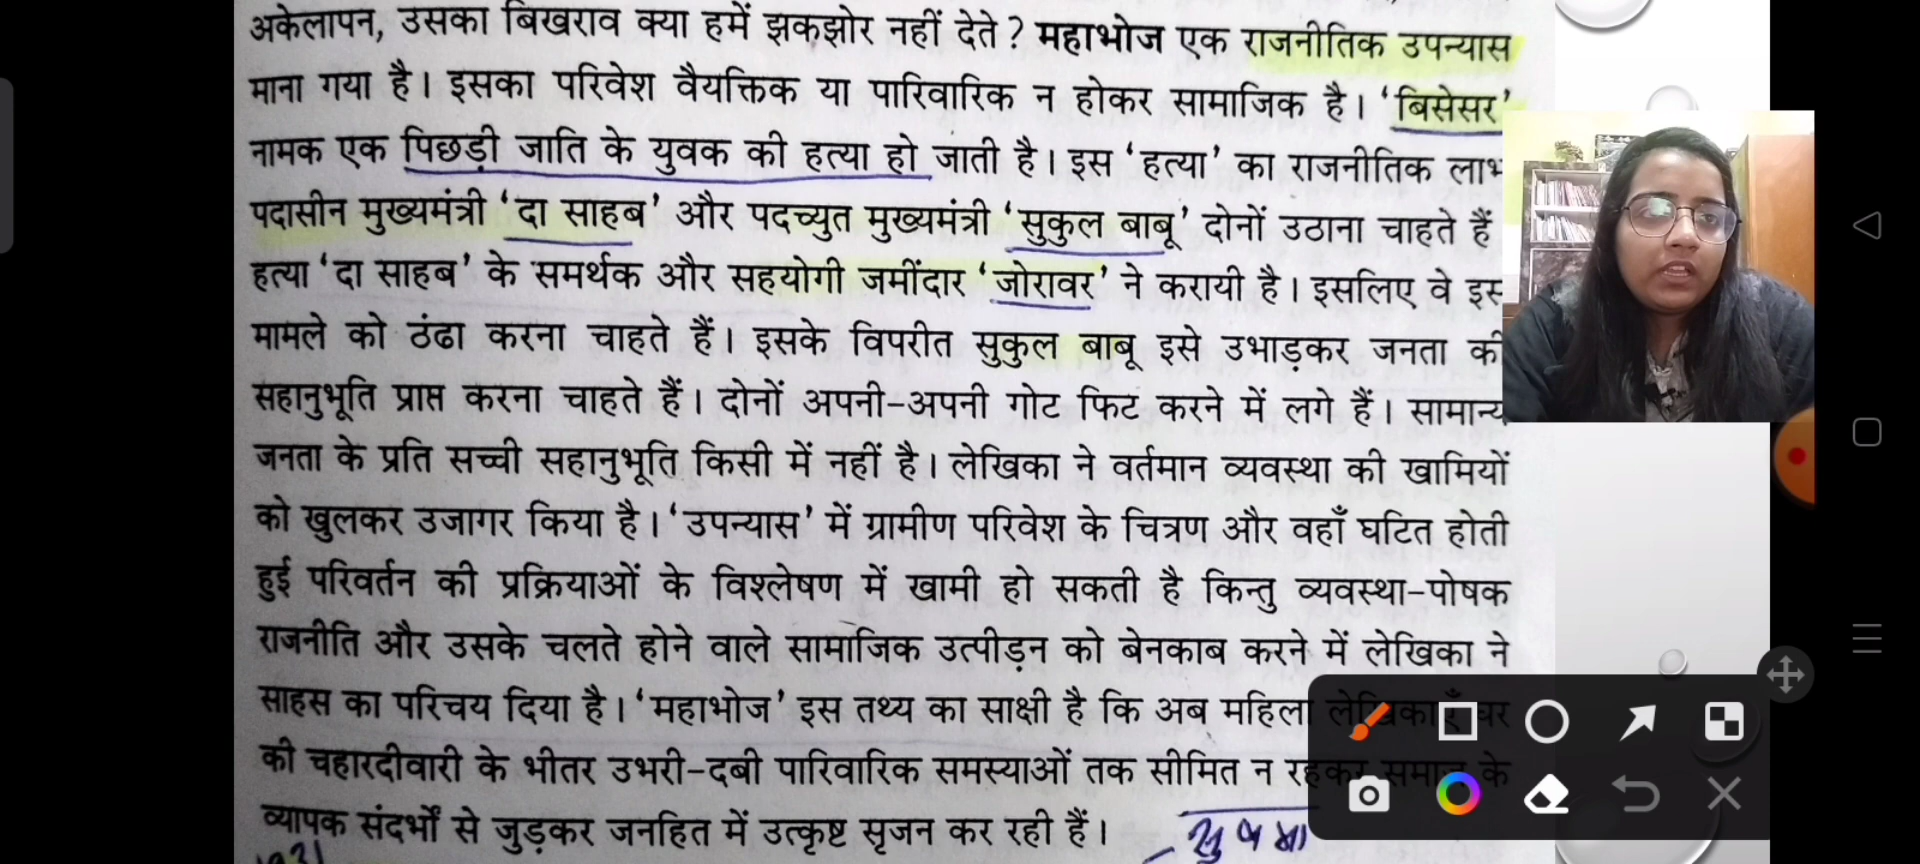 अकेलापन, उसका बिखराव क्या हमें झकझोर नहीं देते? महाभोज एक राजनीतिक उपन्यास
माना गया है। इसका परिवेश वैयक्तिक या पारिवारिक न होकर सामाजिक है। ‘बिसेसर’
नामक एक पिछड़ी जाति के युवक की हत्या हो जाती है। इस ‘हत्या’ का राजनीतिक लाभ
पदासीन मुख्यमंत्री ‘दा साहब’ और पदच्युत मुख्यमंत्री ‘सुकुल बाबू’ दोनों उठाना चाहते हैं
हत्या ‘दा साहब’ के समर्थक और सहयोगी जमींदार ‘जोरावर’ ने करायी है। इसलिए वे इस
मामले को ठंढा करना चाहते हैं। इसके विपरीत सुकुल बाबू इसे उभाड़कर जनता की
सहानुभूति प्राप्त करना चाहते हैं। दोनों अपनी-अपनी गोट फिट करने में लगे हैं। सामान्य
जनता के प्रति सच्ची सहानुभूति किसी में नहीं है। लेखिका ने वर्तमान व्यवस्था की खामियों
को खुलकर उजागर किया है। ‘उपन्यास’ में ग्रामीण परिवेश के चित्रण और वहाँ घटित होती
हुई परिवर्तन की प्रक्रियाओं के विश्लेषण में खामी हो सकती है किन्तु व्यवस्था-पोषक
राजनीति और उसके चलते होने वाले सामाजिक उत्पीड़न को बेनकाब करने में लेखिका ने
साहस का परिचय दिया है। ‘महाभोज’ इस तथ्य का साक्षी है कि अब महिला लेखिकाएँ घर
की चहारदीवारी के भीतर उभरी-दबी पारिवारिक समस्याओं तक सीमित न रहकर समाज के
व्यापक संदर्भों से जुड़कर जनहित में उत्कृष्ट सृजन कर रही हैं।